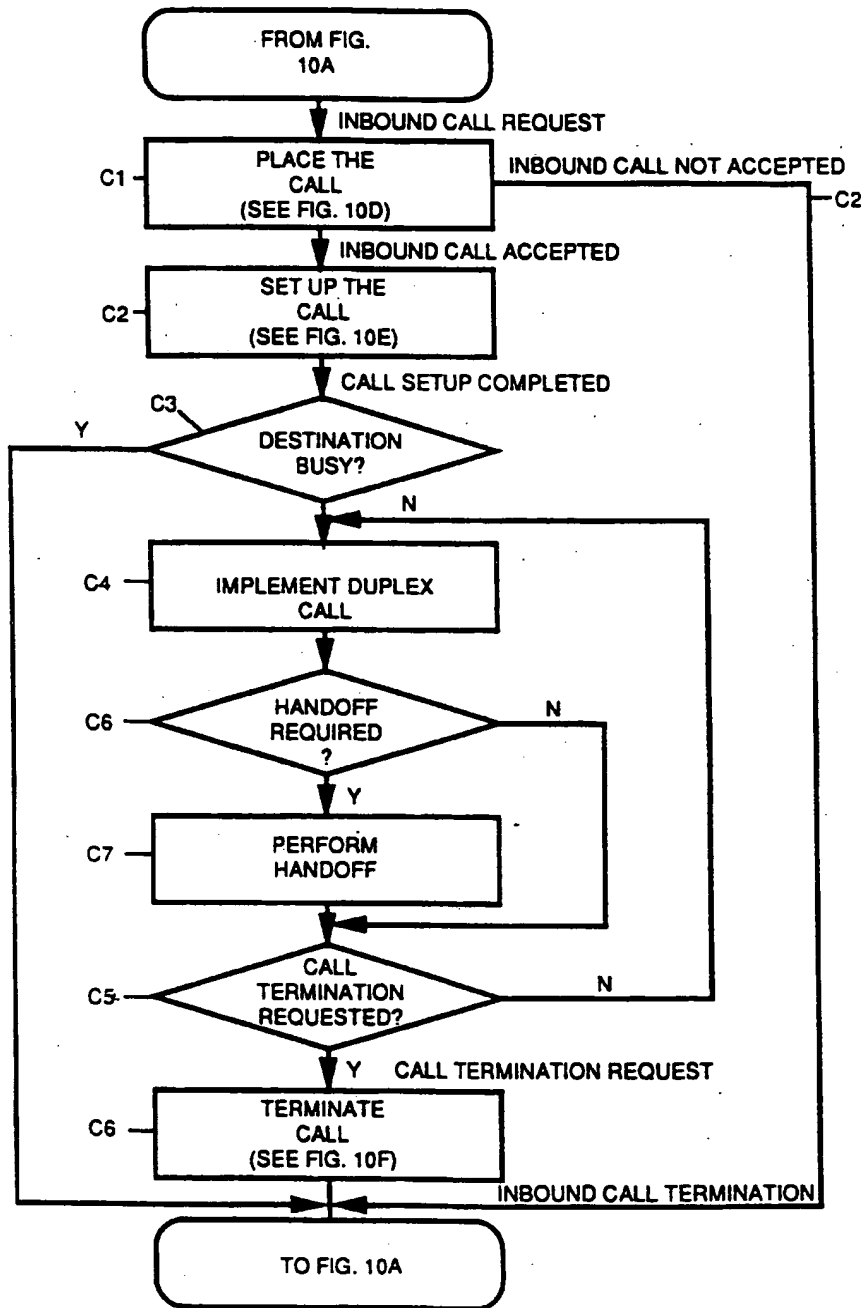 FROM FIG.
10A
INBOUND CALL REQUEST
C1
PLACE THE
CALL
(SEE FIG. 10D)
INBOUND CALL NOT ACCEPTED
C2
INBOUND CALL ACCEPTED
C2
SET UP THE
CALL
(SEE FIG. 10E)
CALL SETUP COMPLETED
C3
Y
DESTINATION
BUSY?
N
C4
IMPLEMENT DUPLEX
CALL
C6
HANDOFF
REQUIRED
?
N
Y
C7
PERFORM
HANDOFF
C5
CALL
TERMINATION
REQUESTED?
N
Y
CALL TERMINATION REQUEST
C6
TERMINATE
CALL
(SEE FIG. 10F)
INBOUND CALL TERMINATION
TO FIG. 10A